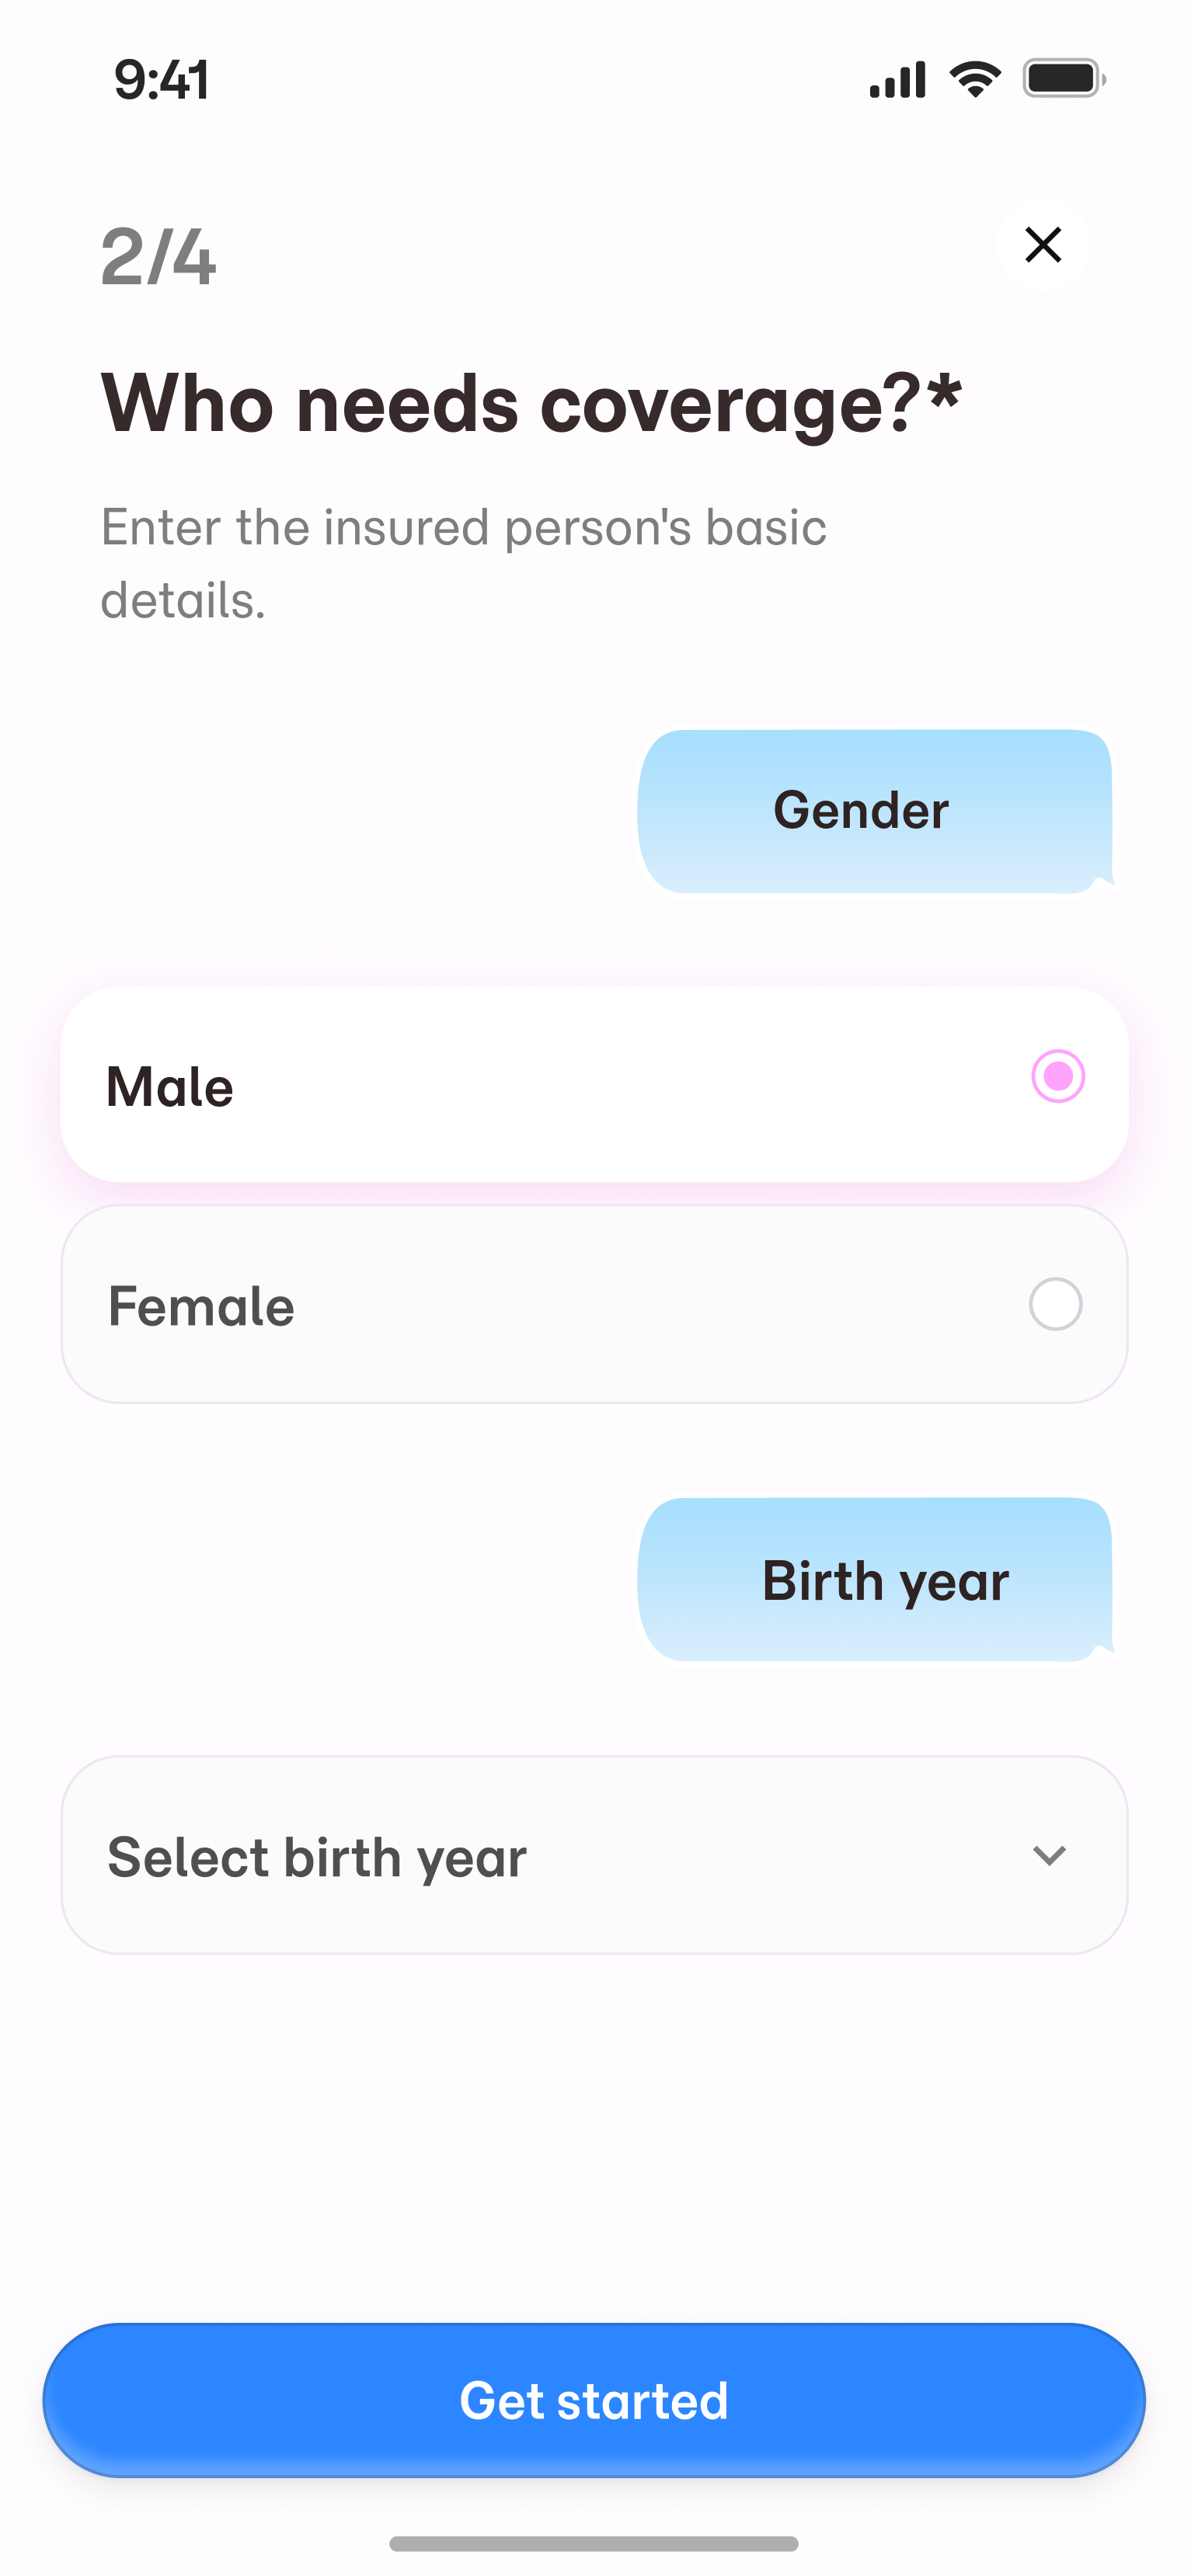 9:41
2/4
Who needs coverage?*
Enter the insured person's basic
details.
Gender
Male
Female
Birth year
Select birth year
Get started